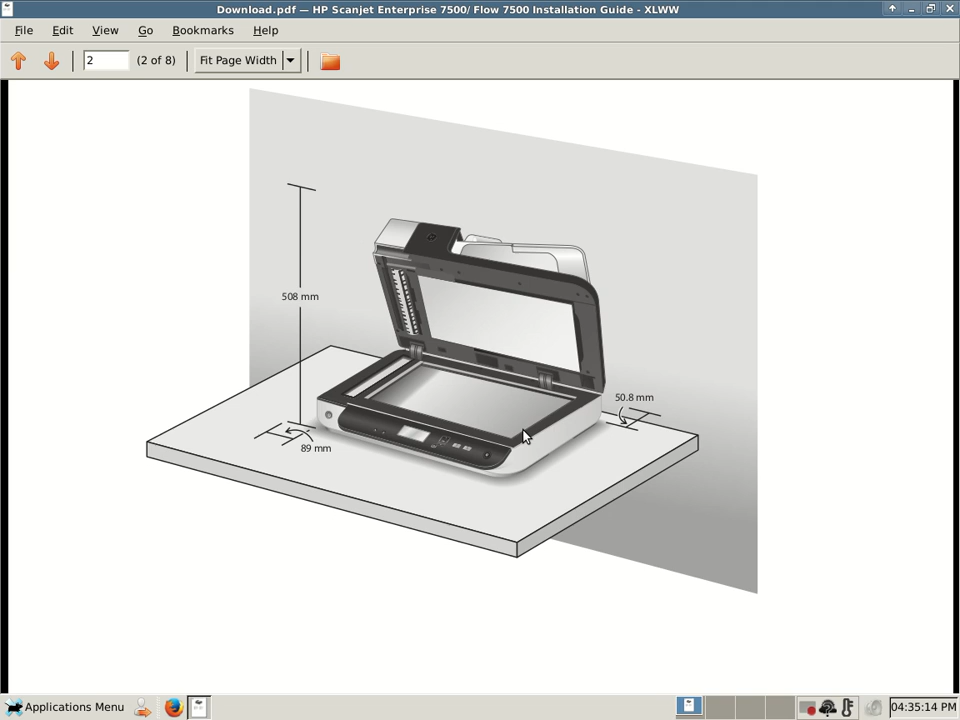 Download.pdf — HP Scanjet Enterprise 7500/ Flow 7500 Installation Guide - XLWW
File Edit View Go Bookmarks Help
2 (2 of 8) Fit Page Width
508 mm
50.8 mm
89 mm
Applications Menu
04:35:14 PM